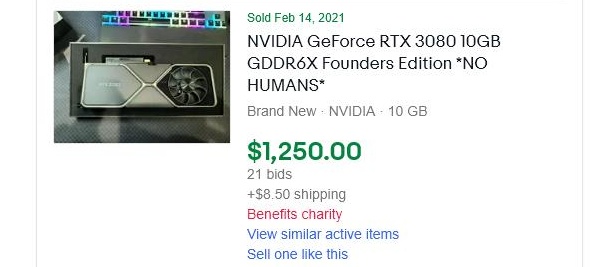 Sold Feb 14, 2021
NVIDIA GeForce RTX 3080 10GB
GDDR6X Founders Edition *NO
HUMANS*
Brand New · NVIDIA · 10 GB
$1,250.00
21 bids
+$8.50 shipping
Benefits charity
View similar active items
Sell one like this